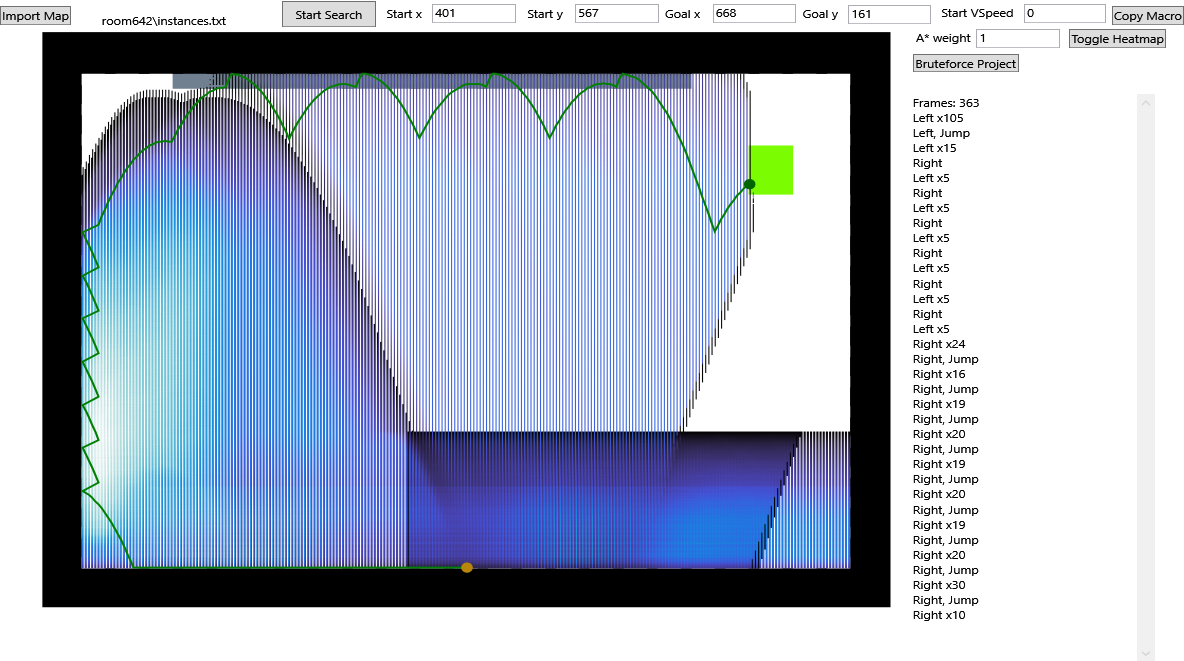 Import Map
room642\instances.txt
Start Search
Start x 401
Start y 567
Goal x 668
Goal y 161
Start VSpeed 0
Copy Macro
A* weight 1
Toggle Heatmap
Bruteforce Project
Frames: 363
Left x105
Left, Jump
Left x15
Right
Left x5
Right
Left x5
Right
Left x5
Right
Left x5
Right
Left x5
Right
Left x5
Right x24
Right, Jump
Right x16
Right, Jump
Right x19
Right, Jump
Right x20
Right, Jump
Right x19
Right, Jump
Right x20
Right, Jump
Right x19
Right, Jump
Right x20
Right, Jump
Right x30
Right, Jump
Right x10